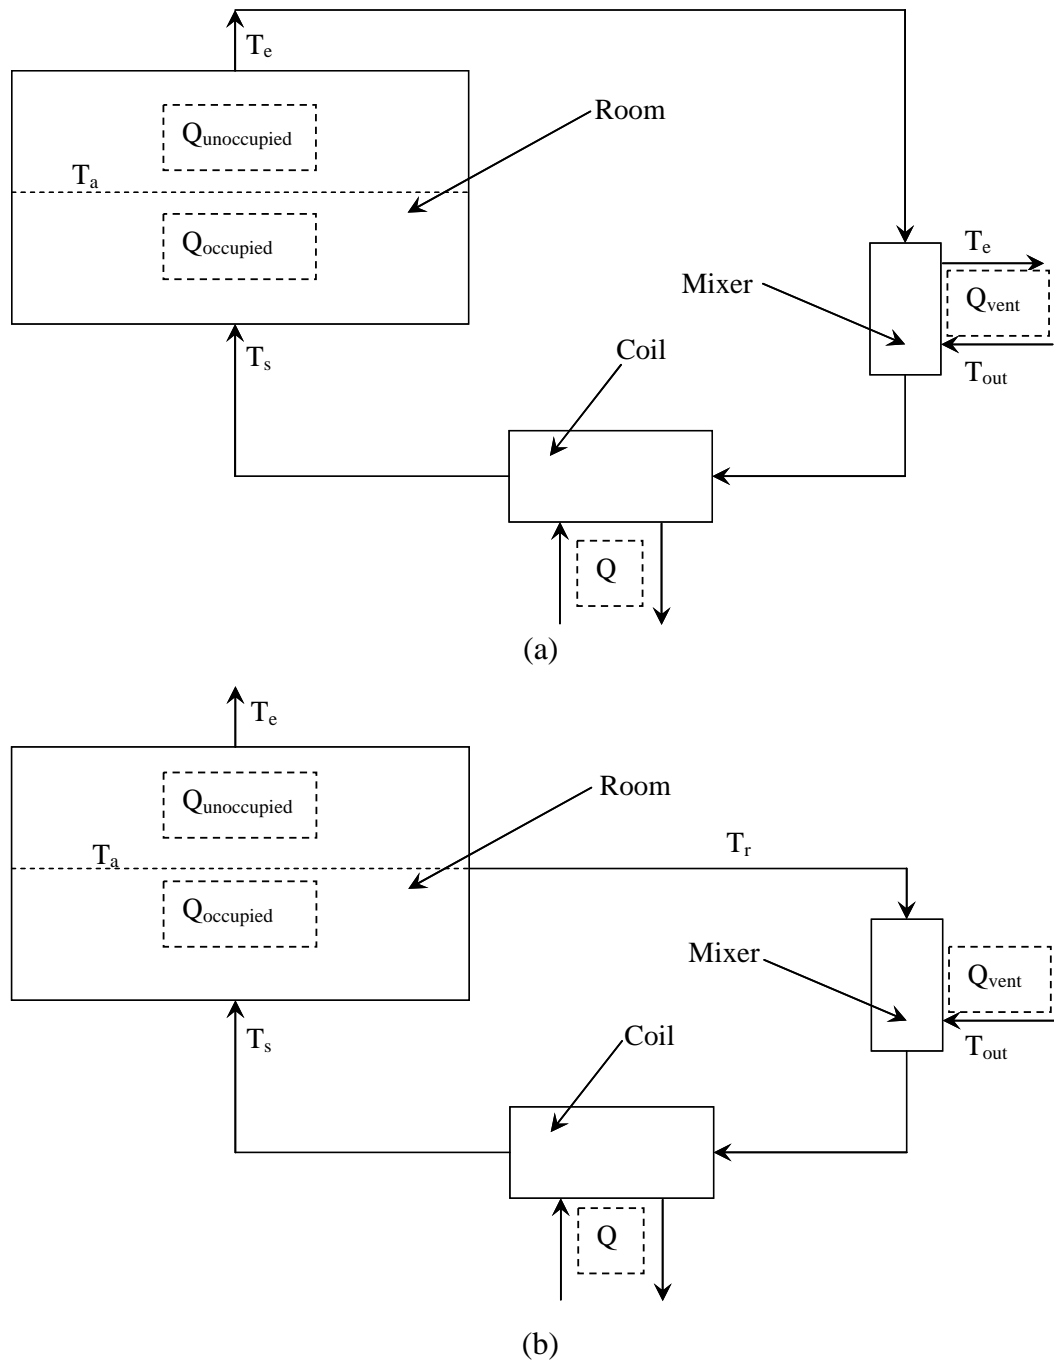 Te
Room
Qunoccupied
Ta
Qoccupied
Te
Mixer
Qvent
Ts
Coil
Tout
Q
(a)
Te
Room
Qunoccupied
Ta
Tr
Qoccupied
Mixer
Qvent
Ts
Coil
Tout
Q
(b)